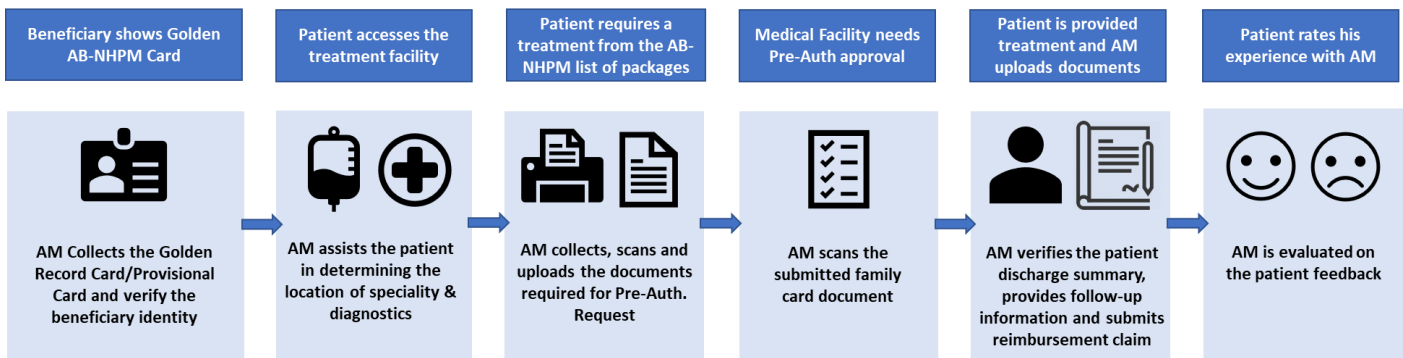 Beneficiary shows Golden
AB-NHPM Card
Patient accesses the
treatment facility
Patient requires a
treatment from the AB-
NHPM list of packages
Medical Facility needs
Pre-Auth approval
Patient is provided
treatment and AM
uploads documents
Patient rates his
experience with AM
AM Collects the Golden
Record Card/Provisional
Card and verify the
beneficiary identity
AM assists the patient
in determining the
location of speciality &
diagnostics
AM collects, scans and
uploads the documents
required for Pre-Auth.
Request
AM scans the
submitted family
card document
AM verifies the patient
discharge summary,
provides follow-up
information and submits
reimbursement claim
AM is evaluated on
the patient feedback